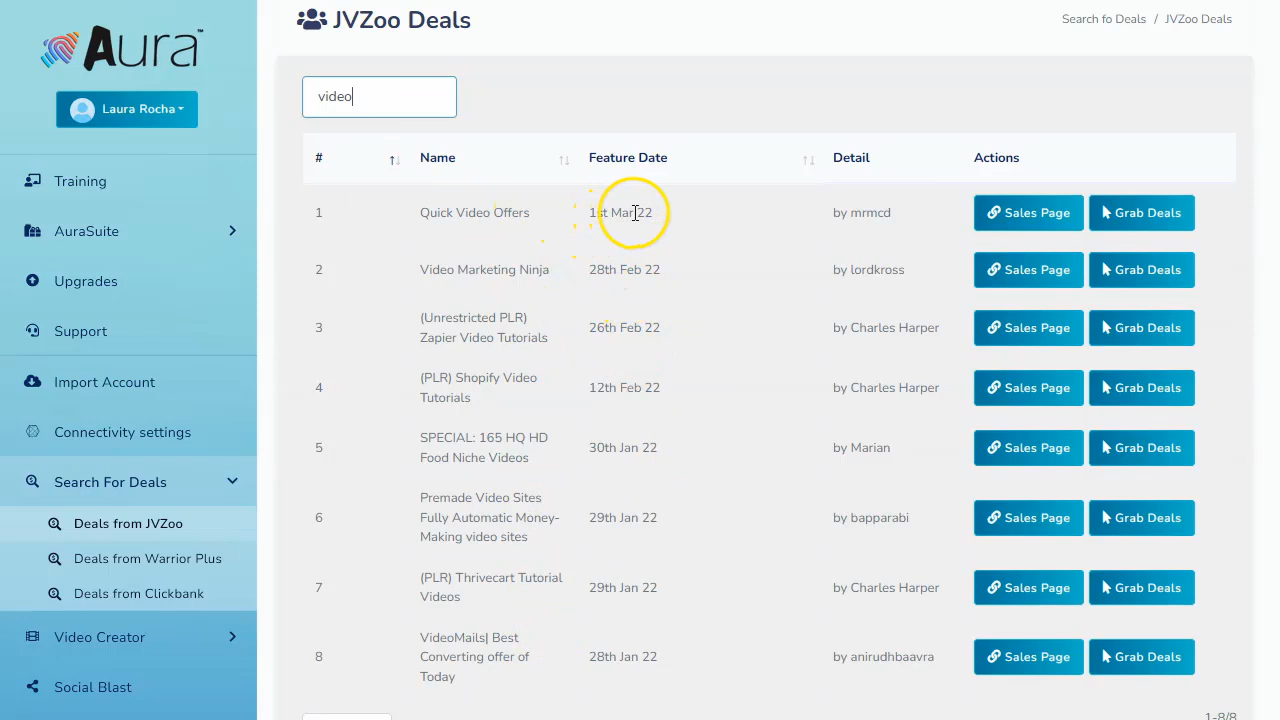 Aura™
Laura Rocha
Training
AuraSuite
Upgrades
Support
Import Account
Connectivity settings
Search For Deals
Deals from JVZoo
Deals from Warrior Plus
Deals from Clickbank
Video Creator
Social Blast
JVZoo Deals
Search fo Deals / JVZoo Deals
video
# Name Feature Date Detail Actions
1 Quick Video Offers 1st Mar 22 by mrmcd Sales Page Grab Deals
2 Video Marketing Ninja 28th Feb 22 by lordkross Sales Page Grab Deals
3 (Unrestricted PLR)
Zapier Video Tutorials 26th Feb 22 by Charles Harper Sales Page Grab Deals
4 (PLR) Shopify Video
Tutorials 12th Feb 22 by Charles Harper Sales Page Grab Deals
5 SPECIAL: 165 HQ HD
Food Niche Videos 30th Jan 22 by Marian Sales Page Grab Deals
6 Premade Video Sites
Fully Automatic Money-
Making video sites 29th Jan 22 by bapparabi Sales Page Grab Deals
7 (PLR) Thrivecart Tutorial
Videos 29th Jan 22 by Charles Harper Sales Page Grab Deals
8 VideoMails| Best
Converting offer of
Today 28th Jan 22 by anirudhbaavra Sales Page Grab Deals
1-8/8